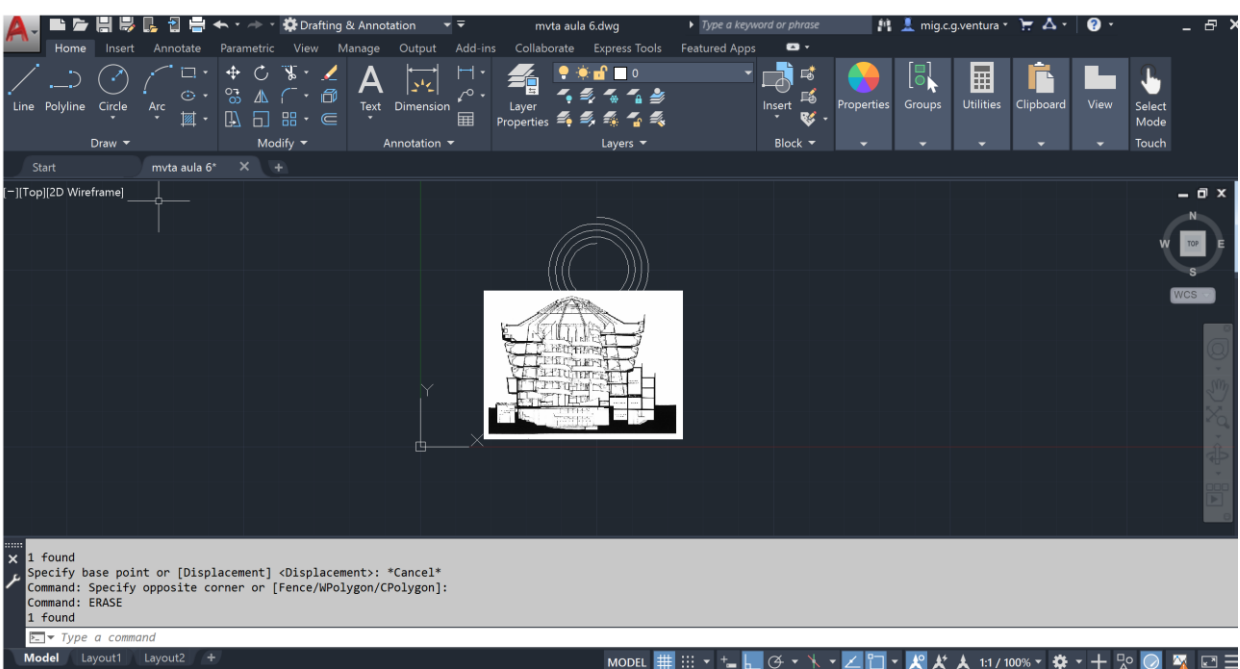 A Drafting & Annotation mvta aula 6.dwg Type a keyword or phrase mig.c.g.ventura ?
Home Insert Annotate Parametric View Manage Output Add-ins Collaborate Express Tools Featured Apps
0
A
Line Polyline Circle Arc Text Dimension Layer Properties Insert Properties Groups Utilities Clipboard View Select Mode
Draw Modify Annotation Layers Block Touch
Start mvta aula 6* +
[−][Top][2D Wireframe]
N
W TOP E
S
WCS
Y
X
1 found
Specify base point or [Displacement] <Displacement>: *Cancel*
Command: Specify opposite corner or [Fence/WPolygon/CPolygon]:
Command: ERASE
1 found
Type a command
Model Layout1 Layout2 + MODEL 1:1 / 100%